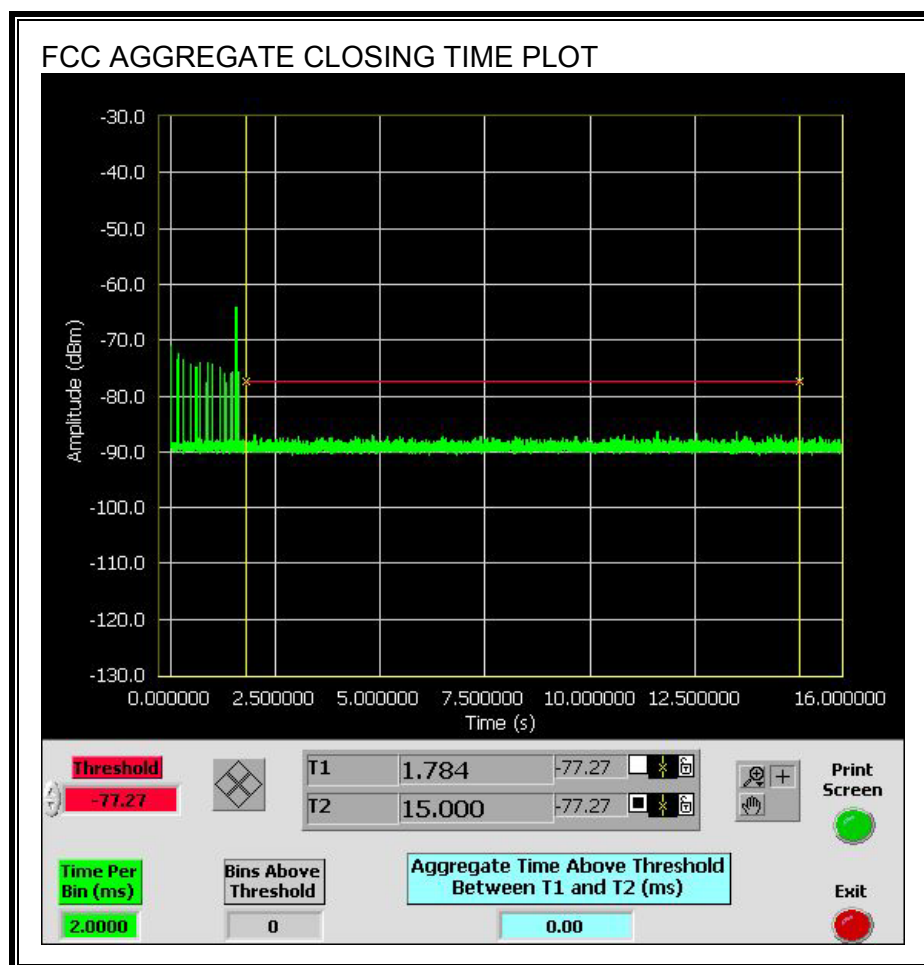 FCC AGGREGATE CLOSING TIME PLOT
-30.0
-40.0
-50.0
-60.0
-70.0
-80.0
-90.0
-100.0
-110.0
-120.0
-130.0
Amplitude (dBm)
0.000000 2.500000 5.000000 7.500000 10.000000 12.500000 16.000000
Time (s)
Threshold
-77.27
T1 1.784 -77.27
T2 15.000 -77.27
Print
Screen
Time Per
Bin (ms)
2.0000
Bins Above
Threshold
0
Aggregate Time Above Threshold
Between T1 and T2 (ms)
0.00
Exit